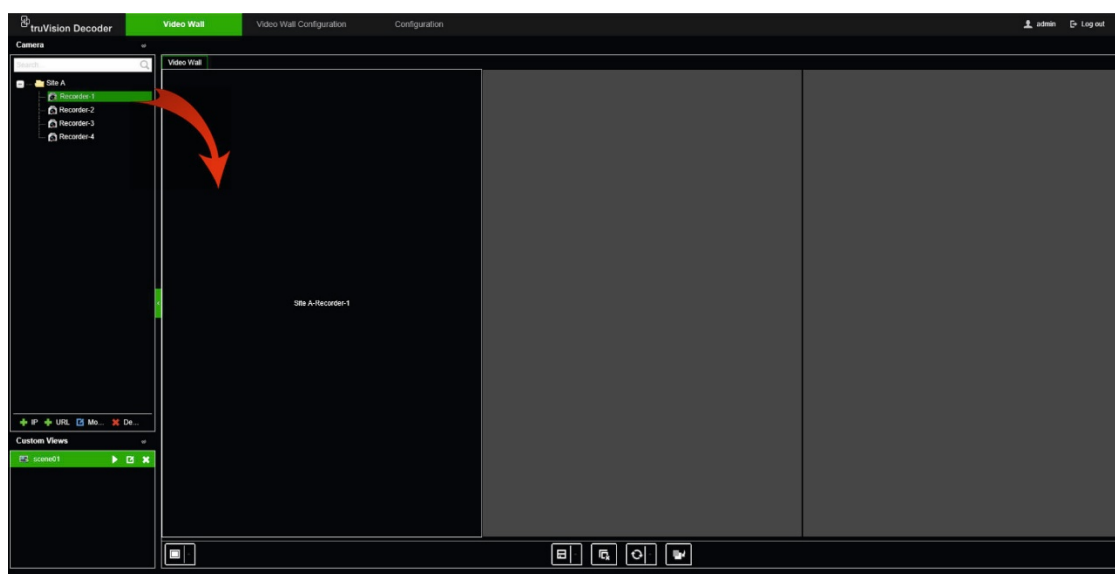 truVision Decoder Video Wall Video Wall Configuration Configuration admin Log out
Camera
Search... Video Wall
Site A
Recorder-1
Recorder-2
Recorder-3
Recorder-4
Site A-Recorder-1
IP URL Mo... De...
Custom Views
scene01